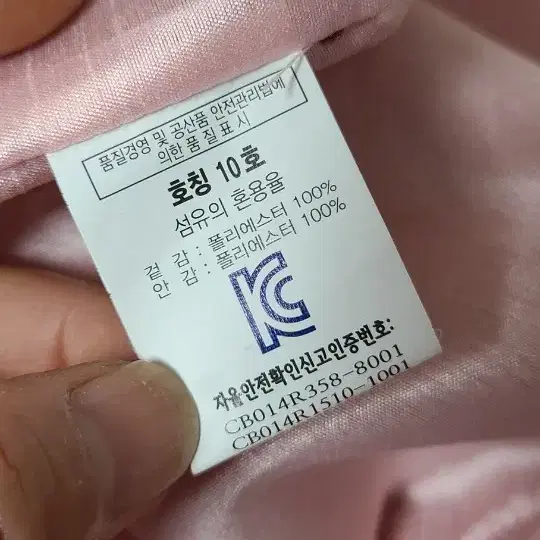 품질경영 및 공산품 안전관리법에
의한 품 질 표 시
호칭 10호
섬유의 혼용율
겉 감 : 폴리에스터 100%
안 감 : 폴리에스터 100%
KC
자율안전확인신고인증번호:
CB014R358-8001
CB014R1510-1001